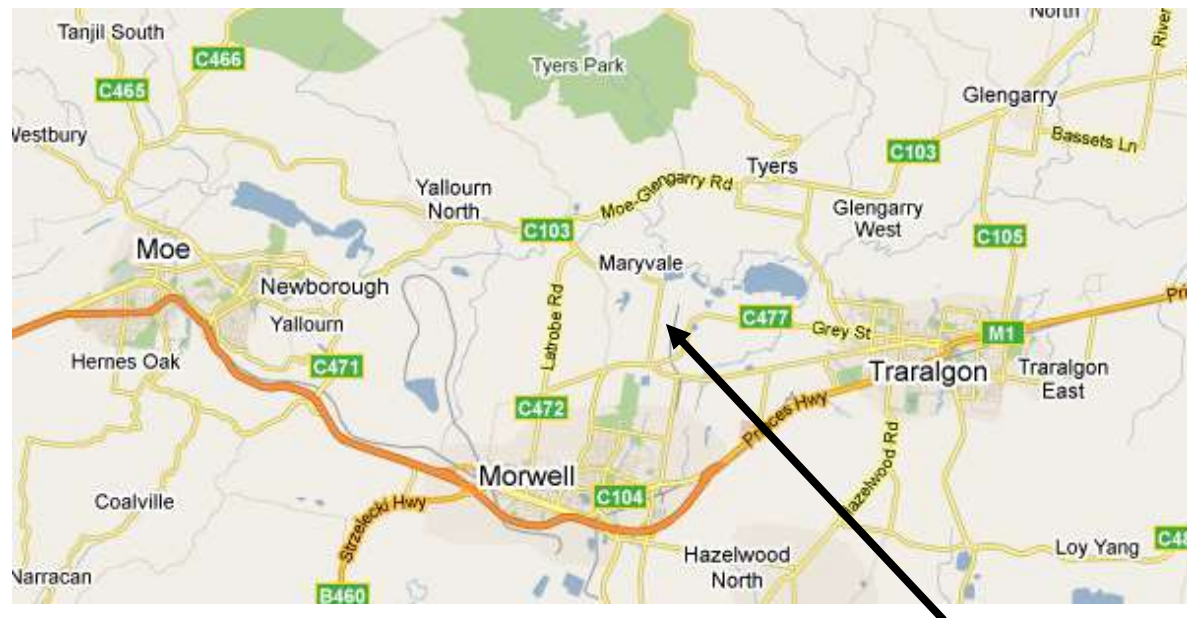 North
Tanjil South
River
C466
Tyers Park
C465
Glengarry
Westbury
Bassets Ln
C103
Tyers
Moe-Glengarry Rd
Yallourn
North
Glengarry
West
C103
C105
Moe
Maryvale
Newborough
Latrobe Rd
Yallourn
C477
Grey St
M1
Hernes Oak
C471
Traralgon
Traralgon
East
C472
Princes Hwy
Morwell
C104
Hazelwood Rd
Coalville
Strzelecki Hwy
Hazelwood
North
Loy Yang
Narracan
B460